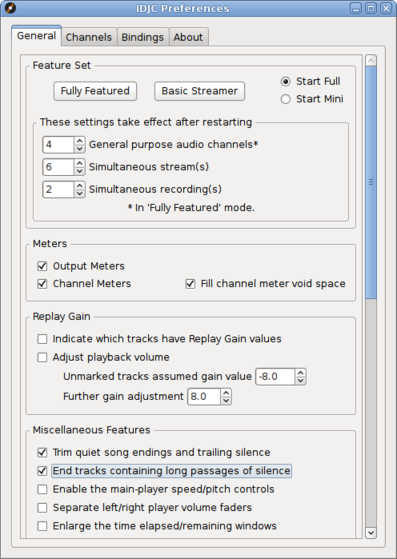 IDJC Preferences
General Channels Bindings About
Feature Set
Fully Featured Basic Streamer
Start Full
Start Mini
These settings take effect after restarting
4 General purpose audio channels*
6 Simultaneous stream(s)
2 Simultaneous recording(s)
* In 'Fully Featured' mode.
Meters
Output Meters
Channel Meters Fill channel meter void space
Replay Gain
Indicate which tracks have Replay Gain values
Adjust playback volume
Unmarked tracks assumed gain value -8.0
Further gain adjustment 8.0
Miscellaneous Features
Trim quiet song endings and trailing silence
End tracks containing long passages of silence
Enable the main-player speed/pitch controls
Separate left/right player volume faders
Enlarge the time elapsed/remaining windows